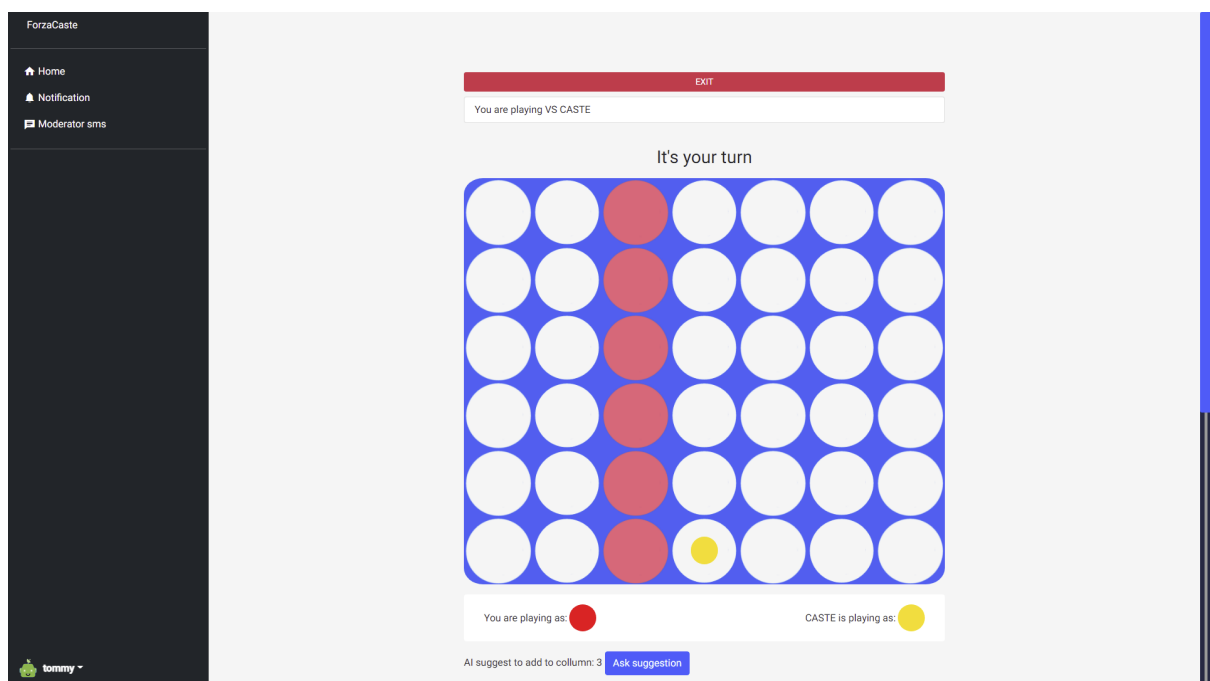 ForzaCaste
Home
Notification
Moderator sms
EXIT
You are playing VS CASTE
It's your turn
You are playing as:
CASTE is playing as:
AI suggest to add to collumn: 3 Ask suggestion
tommy